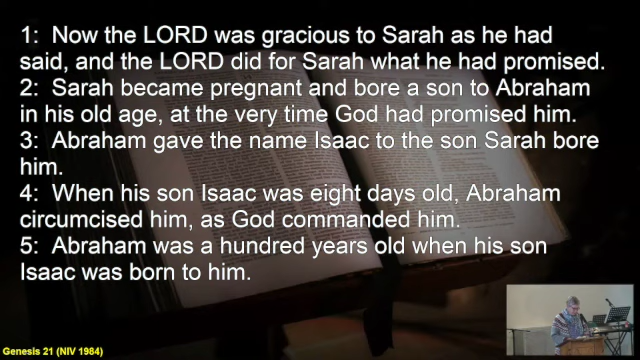 1:  Now the LORD was gracious to Sarah as he had
said, and the LORD did for Sarah what he had promised.
2:  Sarah became pregnant and bore a son to Abraham
in his old age, at the very time God had promised him.
3:  Abraham gave the name Isaac to the son Sarah bore
him.
4:  When his son Isaac was eight days old, Abraham
circumcised him, as God commanded him.
5:  Abraham was a hundred years old when his son
Isaac was born to him.
Genesis 21 (NIV 1984)